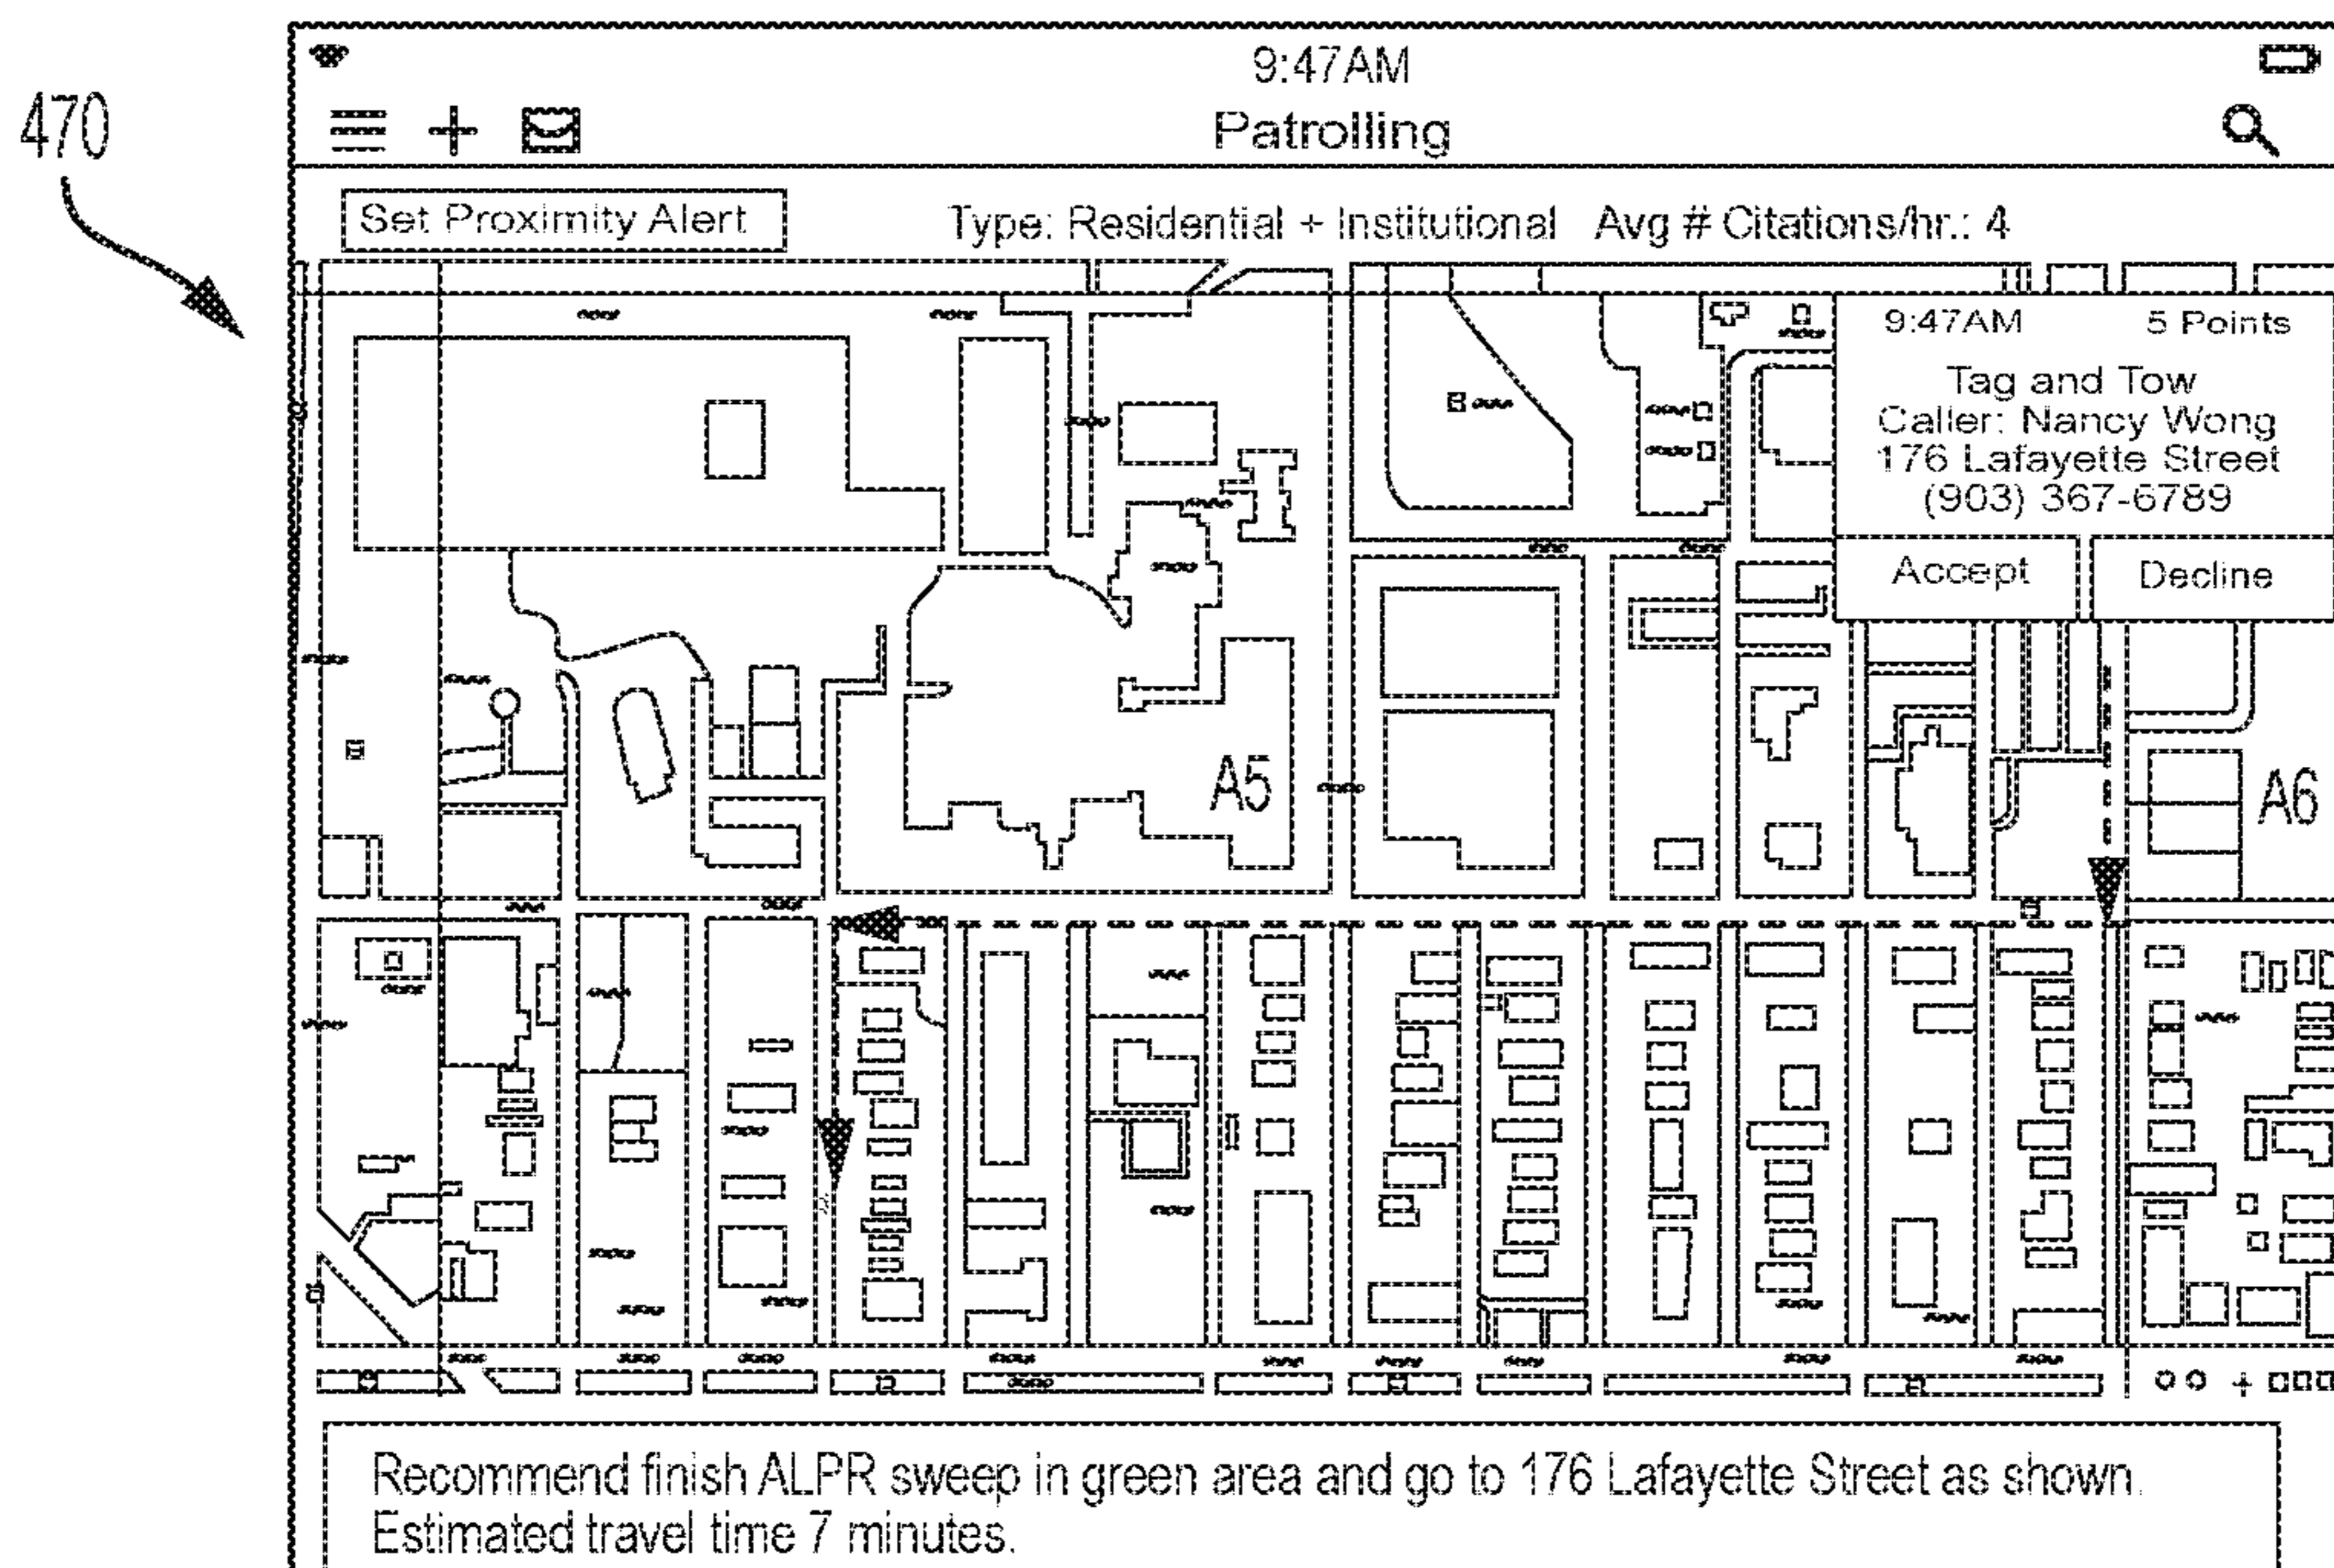 470
9:47AM
Patrolling
Set Proximity Alert
Type: Residential + Institutional Avg # Citations/hr.: 4
9:47AM 5 Points
Tag and Tow
Caller: Nancy Wong
176 Lafayette Street
(903) 367-6789
Accept Decline
A5
A6
Recommend finish ALPR sweep in green area and go to 176 Lafayette Street as shown.
Estimated travel time 7 minutes.